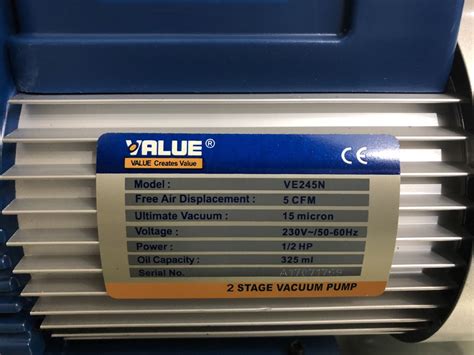 VALUE®
VALUE Creates Value
CE
Model : VE245N
Free Air Displacement : 5 CFM
Ultimate Vacuum : 15 micron
Voltage : 230V~/50-60Hz
Power : 1/2 HP
Oil Capacity : 325 ml
Serial No.
2 STAGE VACUUM PUMP